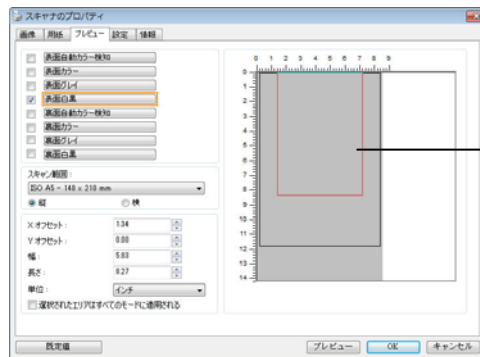 スキャナのプロパティ
画像 用紙 プレビュー 設定 情報
表面自動カラー検知
表面カラー
表面グレイ
表面白黒
裏面自動カラー検知
裏面カラー
裏面グレイ
裏面白黒
スキャン範囲:
ISO A5 - 148 x 210 mm
縦 横
X オフセット: 1.34
Y オフセット: 0.00
幅: 5.83
長さ: 8.27
単位: インチ
選択されたエリアはすべてのモードに適用される
0 1 2 3 4 5 6 7 8 9
0
1
2
3
4
5
6
7
8
9
10
11
12
13
14
既定値 プレビュー OK キャンセル